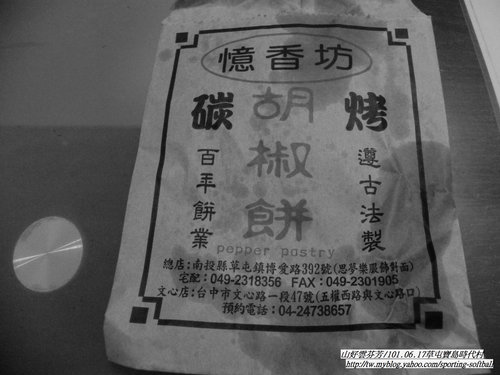 憶香坊
碳 胡椒餅 烤
百年餅業
遵古法製
pepper pastry
總店:南投縣草屯鎮博愛路392號(思夢樂服飾對面)
宅配:049-2318356 FAX:049-2301905
文心店:台中市文心路一段47號(五權西路與文心路口)
預約電話:04-24738657
山好雲芬芳/101.06.17草屯寶島時代村
http://tw.myblog.yahoo.com/sporting-softbal